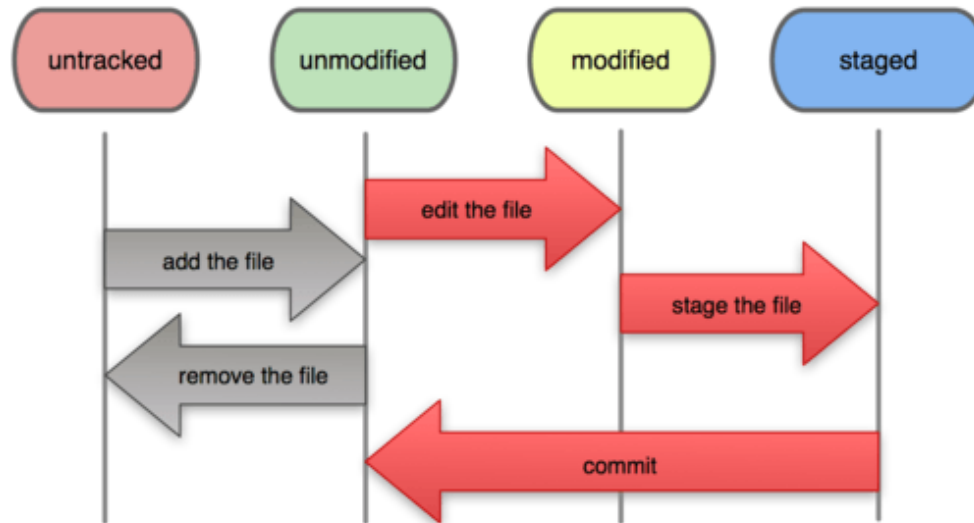 untracked
unmodified
modified
staged
edit the file
add the file
stage the file
remove the file
commit